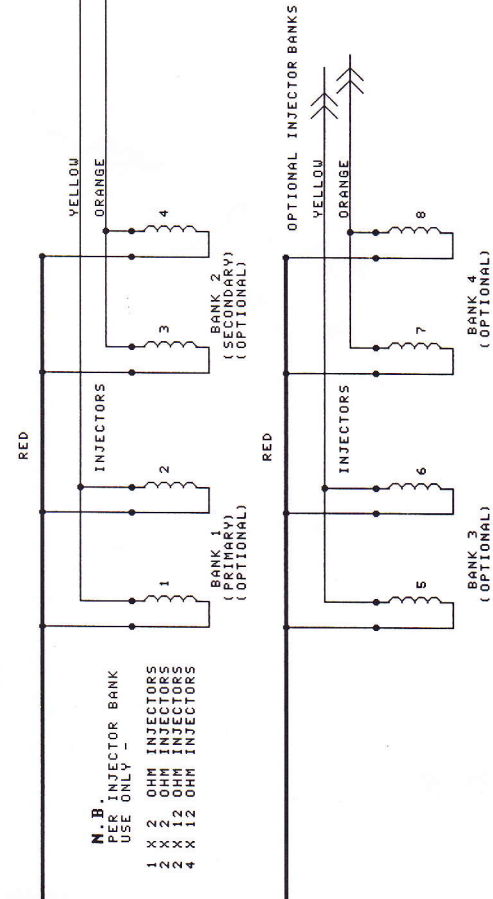 N.B.
PER INJECTOR BANK
USE ONLY -
1 X 2 OHM INJECTORS
2 X 2 OHM INJECTORS
2 X 12 OHM INJECTORS
4 X 12 OHM INJECTORS
RED
YELLOW
ORANGE
INJECTORS
1
2
3
4
BANK 1
(PRIMARY)
(OPTIONAL)
BANK 2
(SECONDARY)
(OPTIONAL)
RED
OPTIONAL INJECTOR BANKS
YELLOW
ORANGE
INJECTORS
5
6
7
8
BANK 3
(OPTIONAL)
BANK 4
(OPTIONAL)